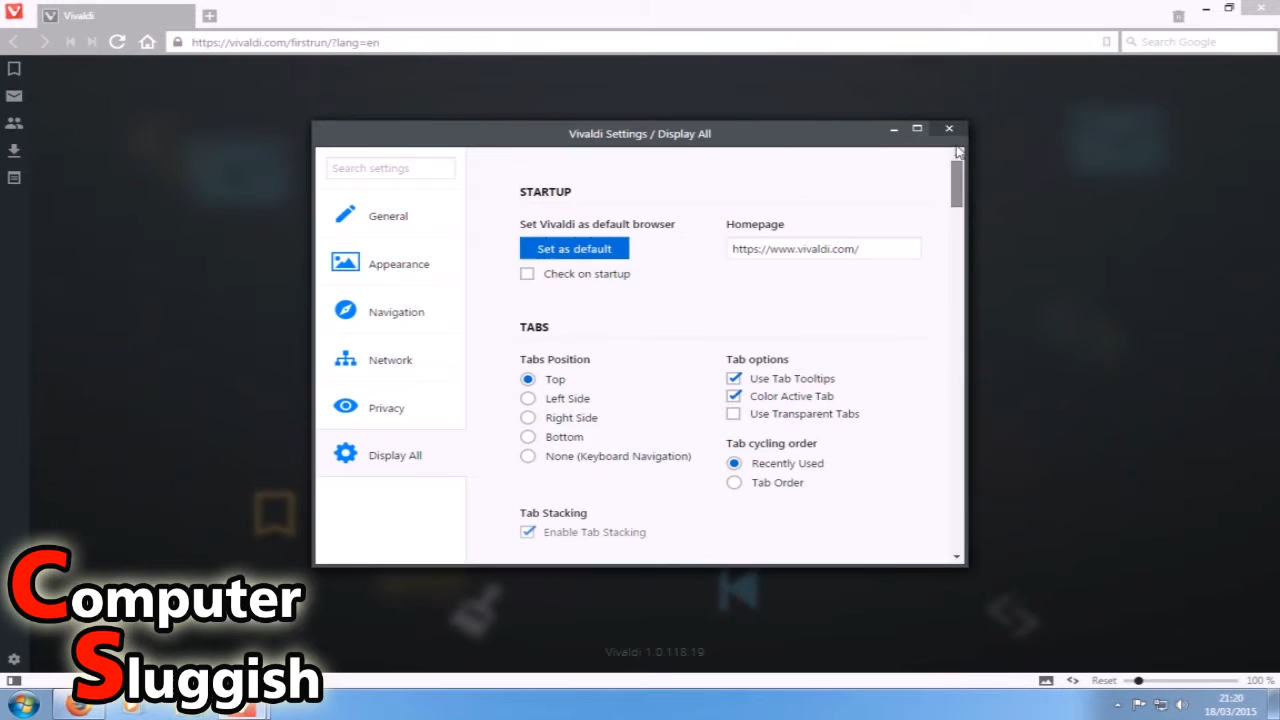 Vivaldi
https://vivaldi.com/firstrun/?lang=en
Search Google
Vivaldi Settings / Display All
Search settings
General
Appearance
Navigation
Network
Privacy
Display All
STARTUP
Set Vivaldi as default browser
Set as default
Check on startup
Homepage
https://www.vivaldi.com/
TABS
Tabs Position
Top
Left Side
Right Side
Bottom
None (Keyboard Navigation)
Tab options
Use Tab Tooltips
Color Active Tab
Use Transparent Tabs
Tab cycling order
Recently Used
Tab Order
Tab Stacking
Enable Tab Stacking
Vivaldi 1.0.118.19
Computer
Sluggish
Reset
100 %
21:20
18/03/2015